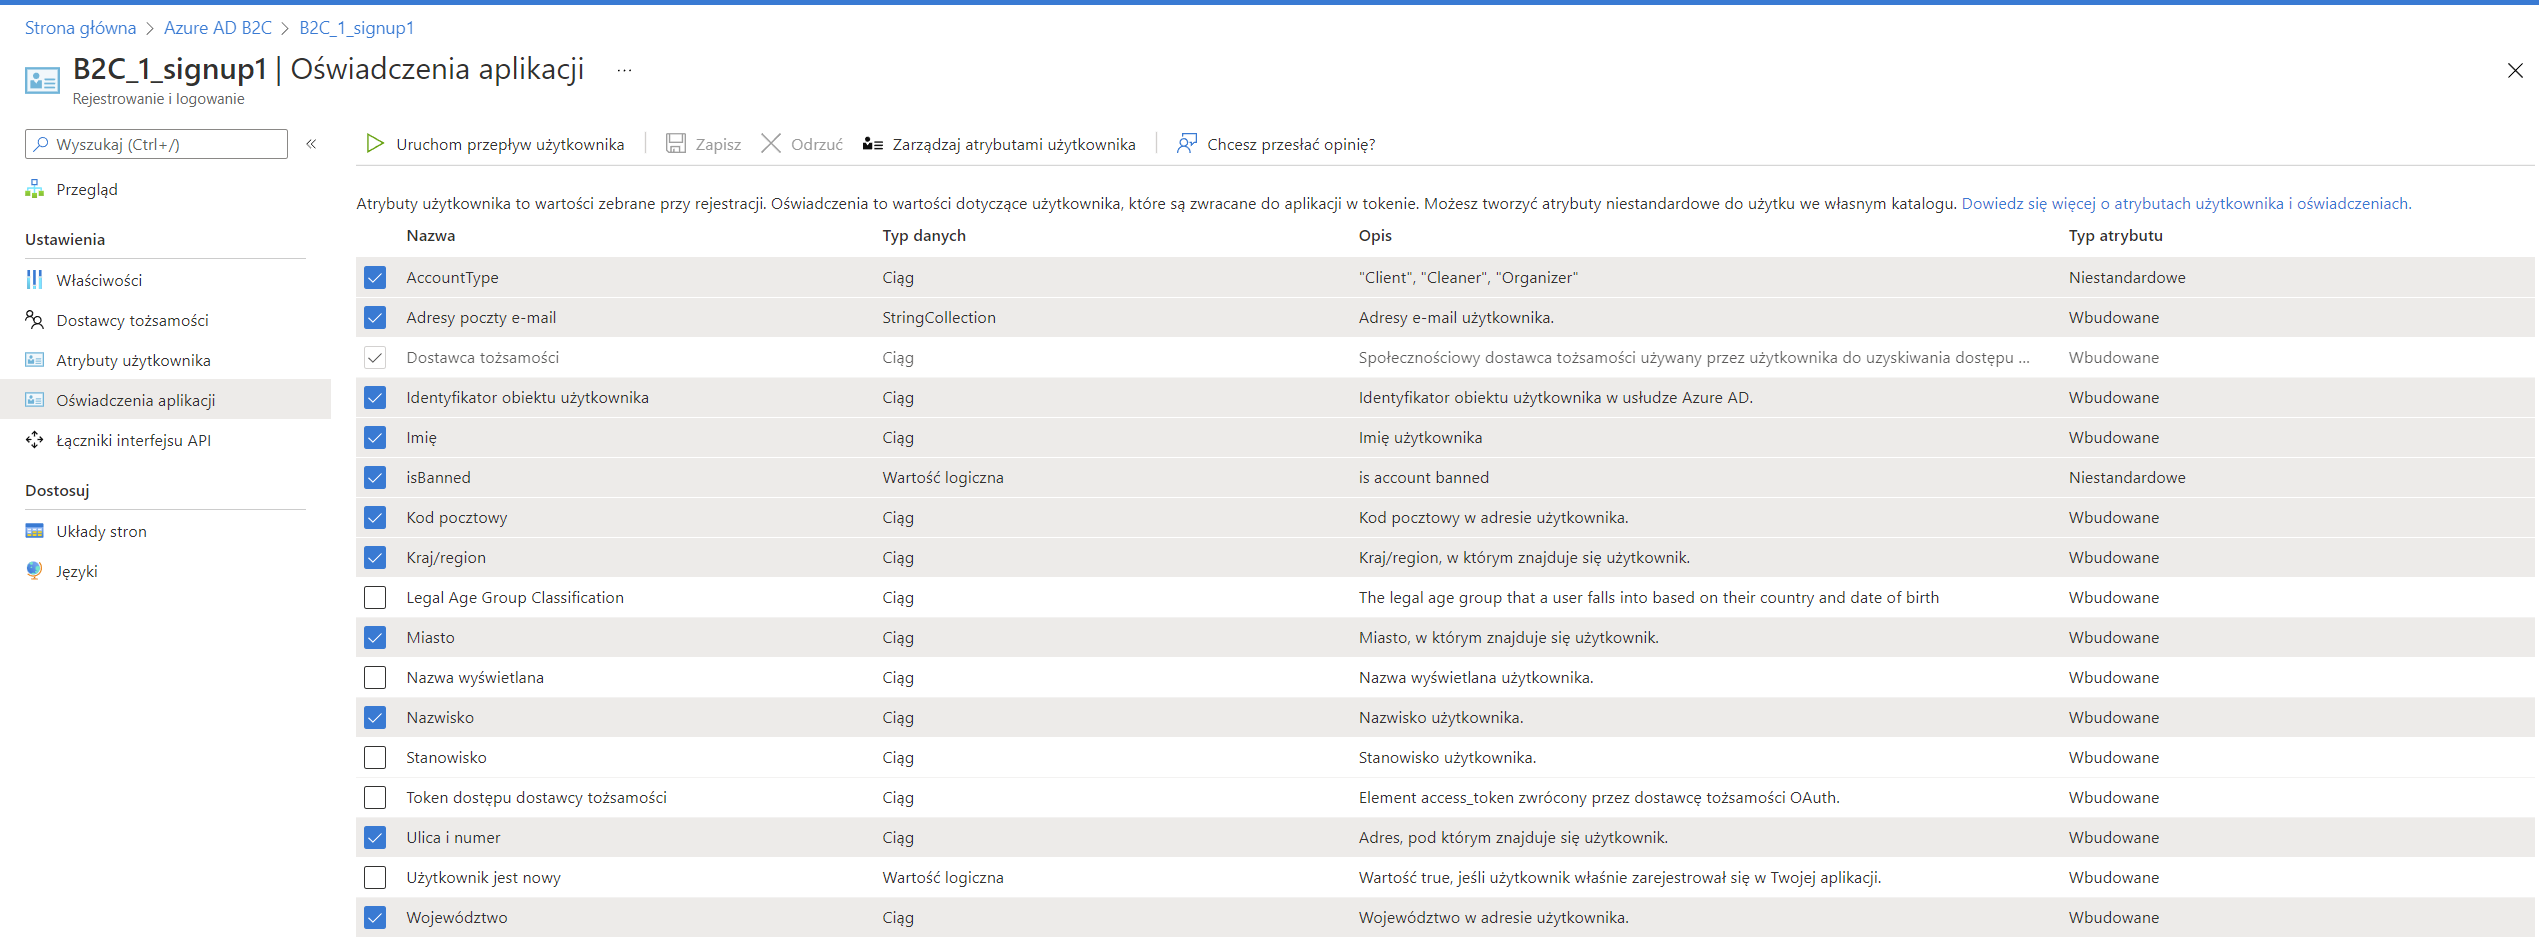 Strona główna > Azure AD B2C > B2C_1_signup1
B2C_1_signup1 | Oświadczenia aplikacji ...
Rejestrowanie i logowanie
Wyszukaj (Ctrl+/) «
Przegląd
Ustawienia
Właściwości
Dostawcy tożsamości
Atrybuty użytkownika
Oświadczenia aplikacji
Łączniki interfejsu API
Dostosuj
Układy stron
Języki
Uruchom przepływ użytkownika Zapisz Odrzuć Zarządzaj atrybutami użytkownika Chcesz przesłać opinię?
Atrybuty użytkownika to wartości zebrane przy rejestracji. Oświadczenia to wartości dotyczące użytkownika, które są zwracane do aplikacji w tokenie. Możesz tworzyć atrybuty niestandardowe do użytku we własnym katalogu. Dowiedz się więcej o atrybutach użytkownika i oświadczeniach.
Nazwa Typ danych Opis Typ atrybutu
AccountType Ciąg "Client", "Cleaner", "Organizer" Niestandardowe
Adresy poczty e-mail StringCollection Adresy e-mail użytkownika. Wbudowane
Dostawca tożsamości Ciąg Społecznościowy dostawca tożsamości używany przez użytkownika do uzyskiwania dostępu ... Wbudowane
Identyfikator obiektu użytkownika Ciąg Identyfikator obiektu użytkownika w usłudze Azure AD. Wbudowane
Imię Ciąg Imię użytkownika Wbudowane
isBanned Wartość logiczna is account banned Niestandardowe
Kod pocztowy Ciąg Kod pocztowy w adresie użytkownika. Wbudowane
Kraj/region Ciąg Kraj/region, w którym znajduje się użytkownik. Wbudowane
Legal Age Group Classification Ciąg The legal age group that a user falls into based on their country and date of birth Wbudowane
Miasto Ciąg Miasto, w którym znajduje się użytkownik. Wbudowane
Nazwa wyświetlana Ciąg Nazwa wyświetlana użytkownika. Wbudowane
Nazwisko Ciąg Nazwisko użytkownika. Wbudowane
Stanowisko Ciąg Stanowisko użytkownika. Wbudowane
Token dostępu dostawcy tożsamości Ciąg Element access_token zwrócony przez dostawcę tożsamości OAuth. Wbudowane
Ulica i numer Ciąg Adres, pod którym znajduje się użytkownik. Wbudowane
Użytkownik jest nowy Wartość logiczna Wartość true, jeśli użytkownik właśnie zarejestrował się w Twojej aplikacji. Wbudowane
Województwo Ciąg Województwo w adresie użytkownika. Wbudowane